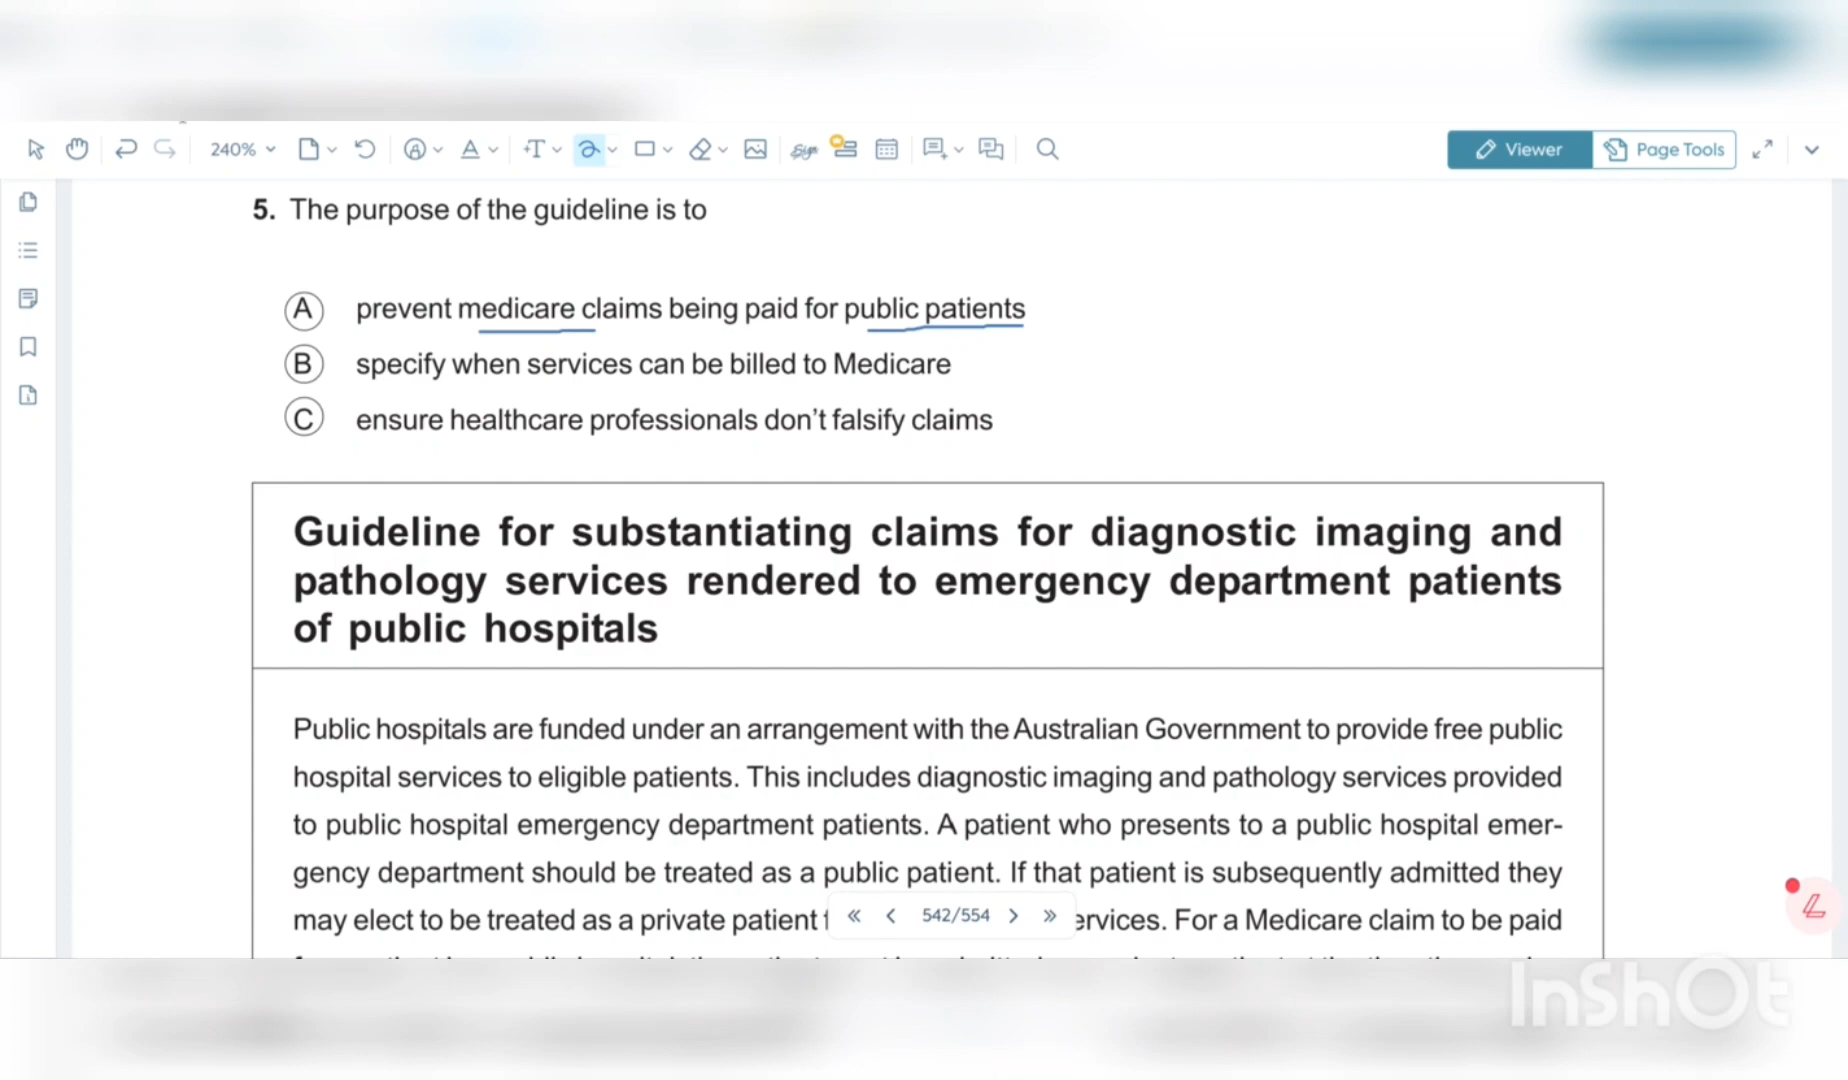 240%
T
Sign
Viewer
Page Tools
5. The purpose of the guideline is to
A prevent medicare claims being paid for public patients
B specify when services can be billed to Medicare
C ensure healthcare professionals don’t falsify claims
Guideline for substantiating claims for diagnostic imaging and
pathology services rendered to emergency department patients
of public hospitals
Public hospitals are funded under an arrangement with the Australian Government to provide free public
hospital services to eligible patients. This includes diagnostic imaging and pathology services provided
to public hospital emergency department patients. A patient who presents to a public hospital emer-
gency department should be treated as a public patient. If that patient is subsequently admitted they
may elect to be treated as a private patient ervices. For a Medicare claim to be paid
542/554
InShOt